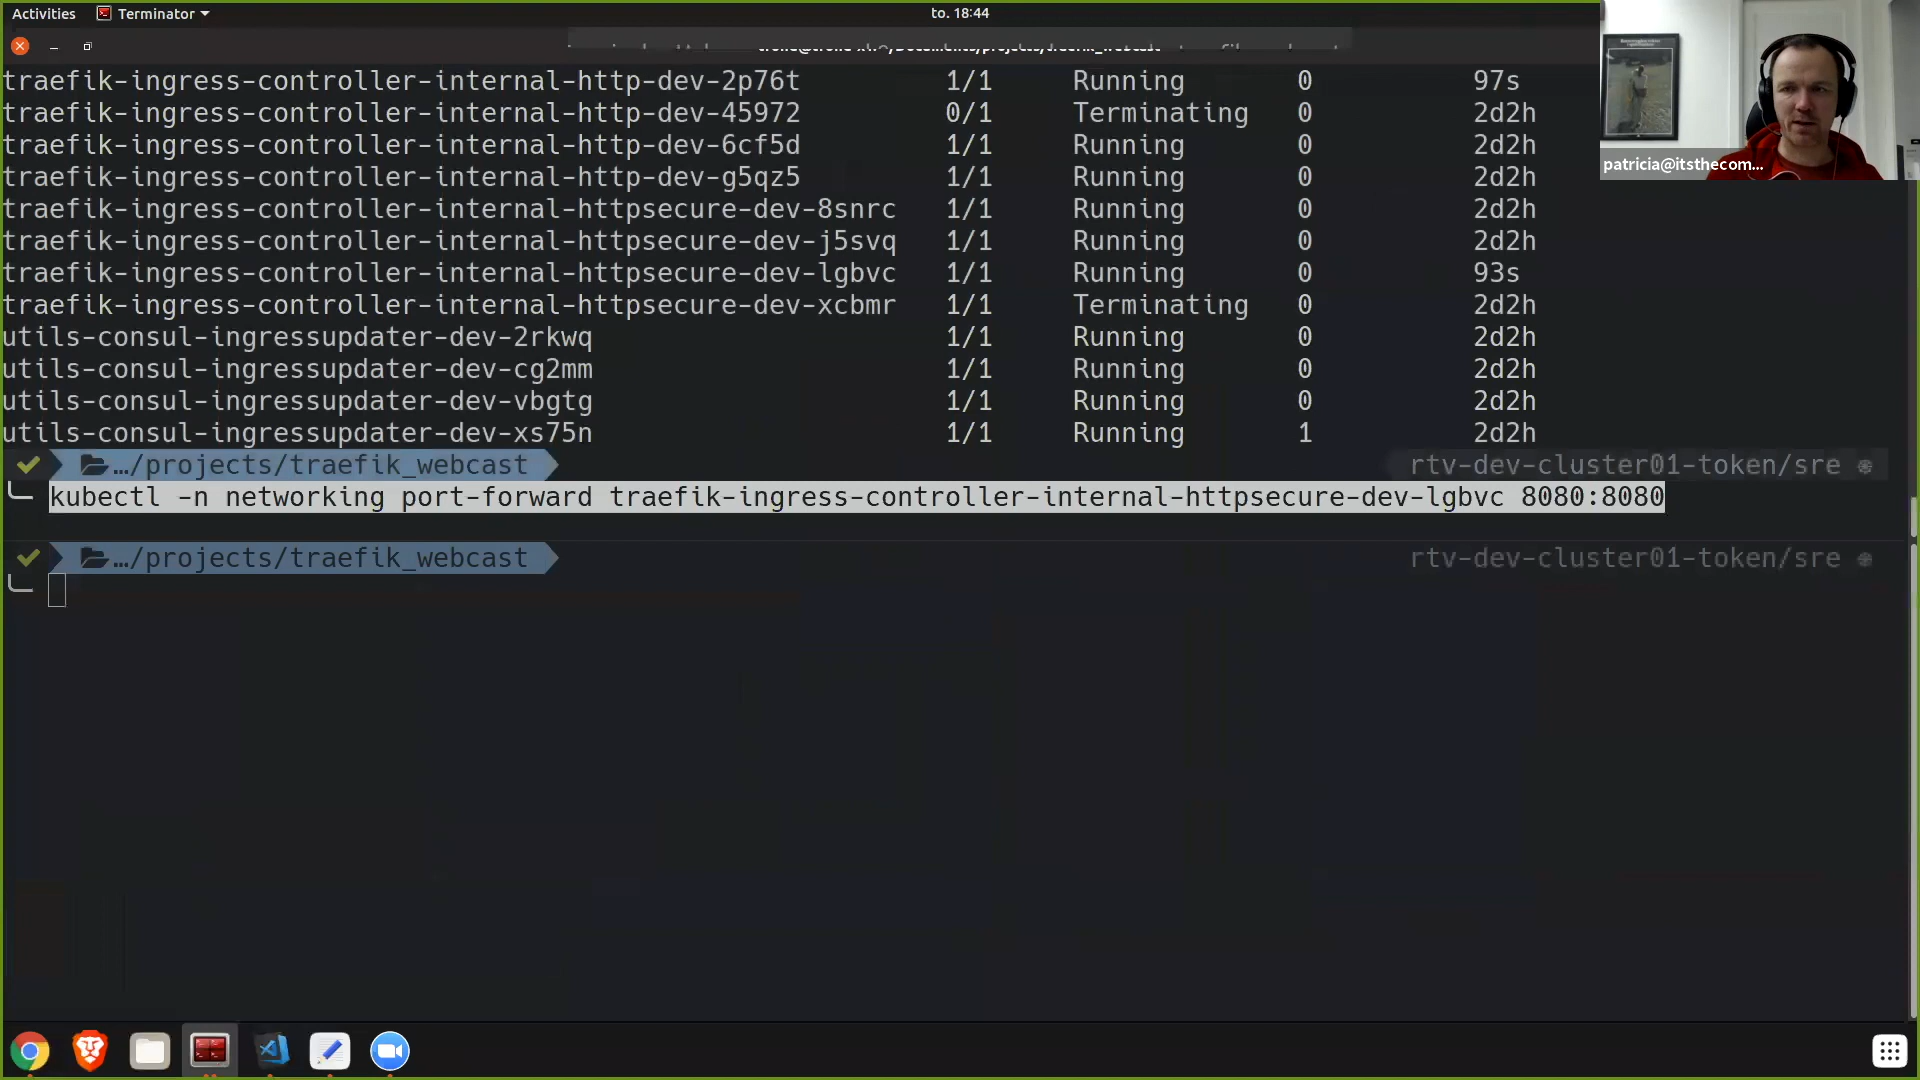 Activities Terminator to. 18:44
traefik-ingress-controller-internal-http-dev-2p76t 1/1 Running 0 97s
traefik-ingress-controller-internal-http-dev-45972 0/1 Terminating 0 2d2h
traefik-ingress-controller-internal-http-dev-6cf5d 1/1 Running 0 2d2h
traefik-ingress-controller-internal-http-dev-g5qz5 1/1 Running 0 2d2h
traefik-ingress-controller-internal-httpsecure-dev-8snrc 1/1 Running 0 2d2h
traefik-ingress-controller-internal-httpsecure-dev-j5svq 1/1 Running 0 2d2h
traefik-ingress-controller-internal-httpsecure-dev-lgbvc 1/1 Running 0 93s
traefik-ingress-controller-internal-httpsecure-dev-xcbmr 1/1 Terminating 0 2d2h
utils-consul-ingressupdater-dev-2rkwq 1/1 Running 0 2d2h
utils-consul-ingressupdater-dev-cg2mm 1/1 Running 0 2d2h
utils-consul-ingressupdater-dev-vbgtg 1/1 Running 0 2d2h
utils-consul-ingressupdater-dev-xs75n 1/1 Running 1 2d2h
…/projects/traefik_webcast rtv-dev-cluster01-token/sre
kubectl -n networking port-forward traefik-ingress-controller-internal-httpsecure-dev-lgbvc 8080:8080
…/projects/traefik_webcast rtv-dev-cluster01-token/sre
patricia@itsthecom...